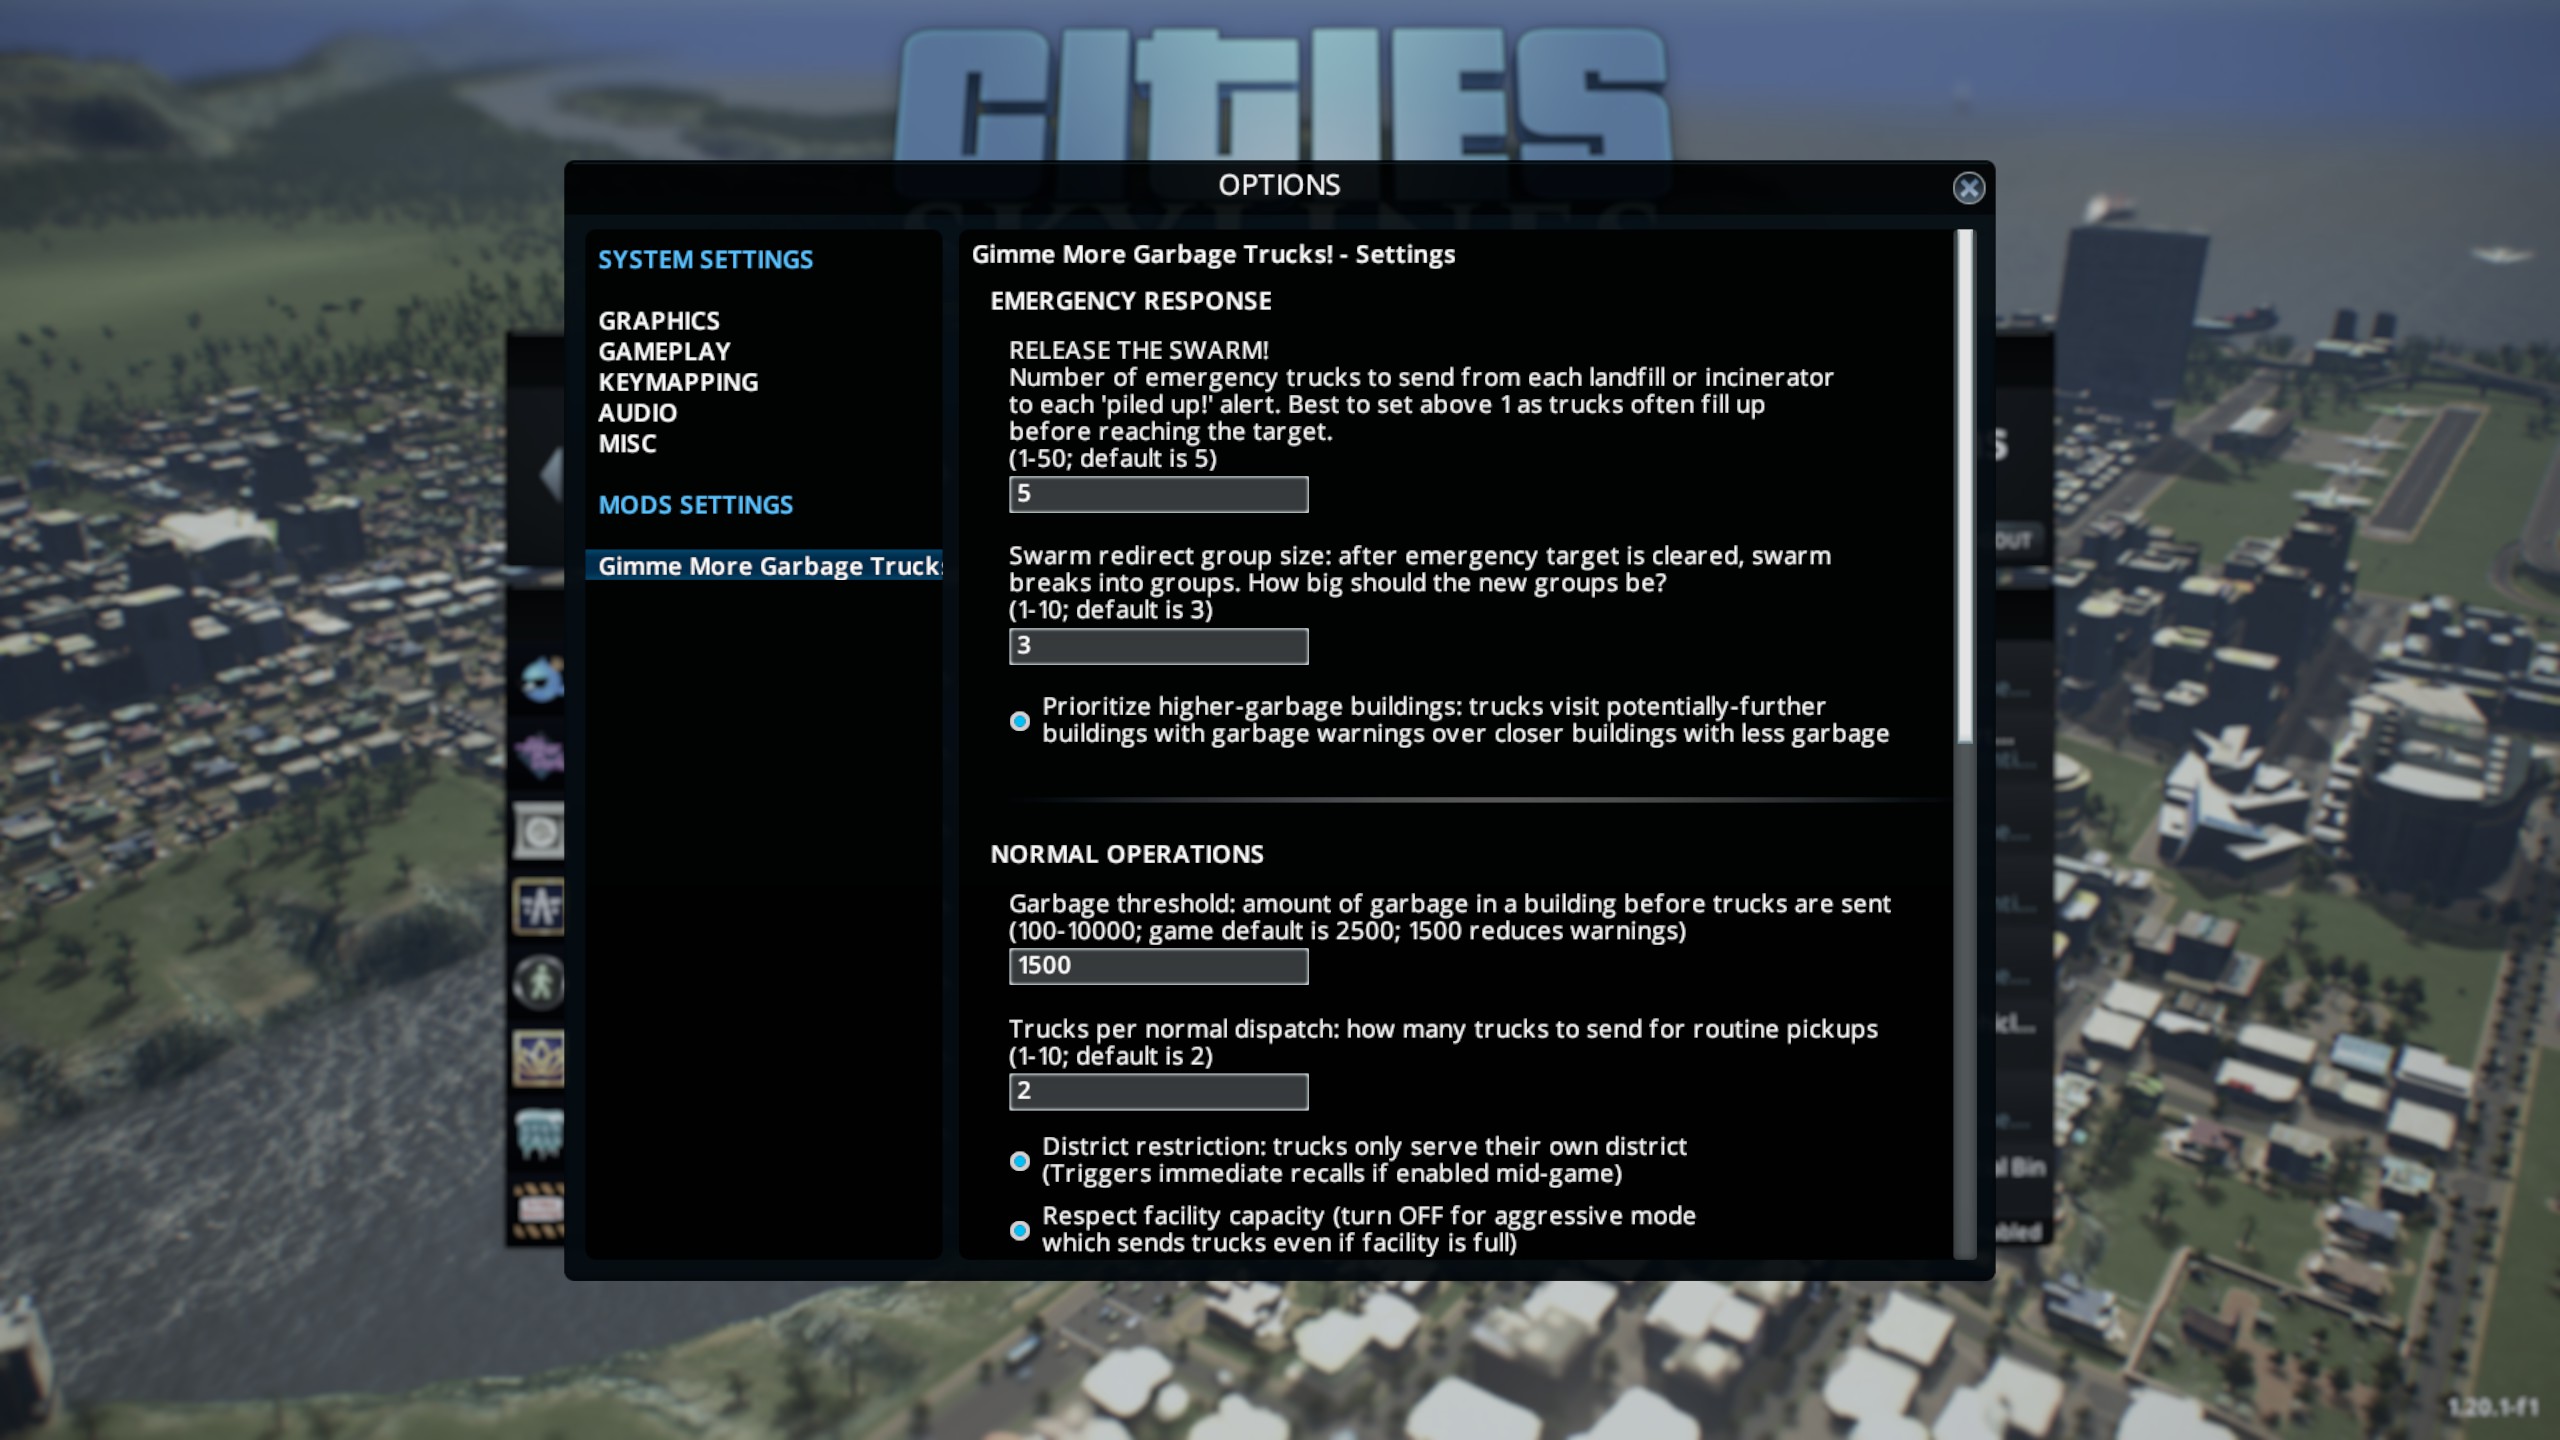 CITIES
SKYLINES
OPTIONS
SYSTEM SETTINGS
GRAPHICS
GAMEPLAY
KEYMAPPING
AUDIO
MISC
MODS SETTINGS
Gimme More Garbage Trucks
Gimme More Garbage Trucks! - Settings
EMERGENCY RESPONSE
RELEASE THE SWARM!
Number of emergency trucks to send from each landfill or incinerator
to each 'piled up!' alert. Best to set above 1 as trucks often fill up
before reaching the target.
(1-50; default is 5)
5
Swarm redirect group size: after emergency target is cleared, swarm
breaks into groups. How big should the new groups be?
(1-10; default is 3)
3
Prioritize higher-garbage buildings: trucks visit potentially-further
buildings with garbage warnings over closer buildings with less garbage
NORMAL OPERATIONS
Garbage threshold: amount of garbage in a building before trucks are sent
(100-10000; game default is 2500; 1500 reduces warnings)
1500
Trucks per normal dispatch: how many trucks to send for routine pickups
(1-10; default is 2)
2
District restriction: trucks only serve their own district
(Triggers immediate recalls if enabled mid-game)
Respect facility capacity (turn OFF for aggressive mode
which sends trucks even if facility is full)
S
OUT
l Bin
bled
1.20.1-f1